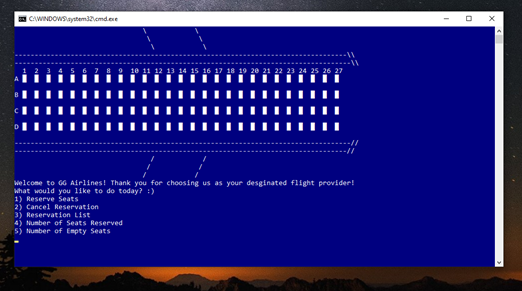 C:\WINDOWS\system32\cmd.exe
1 2 3 4 5 6 7 8 9 10 11 12 13 14 15 16 17 18 19 20 21 22 23 24 25 26 27
A
B
C
D
Welcome to GG Airlines! Thank you for choosing us as your desginated flight provider!
What would you like to do today? :)
1) Reserve Seats
2) Cancel Reservation
3) Reservation List
4) Number of Seats Reserved
5) Number of Empty Seats